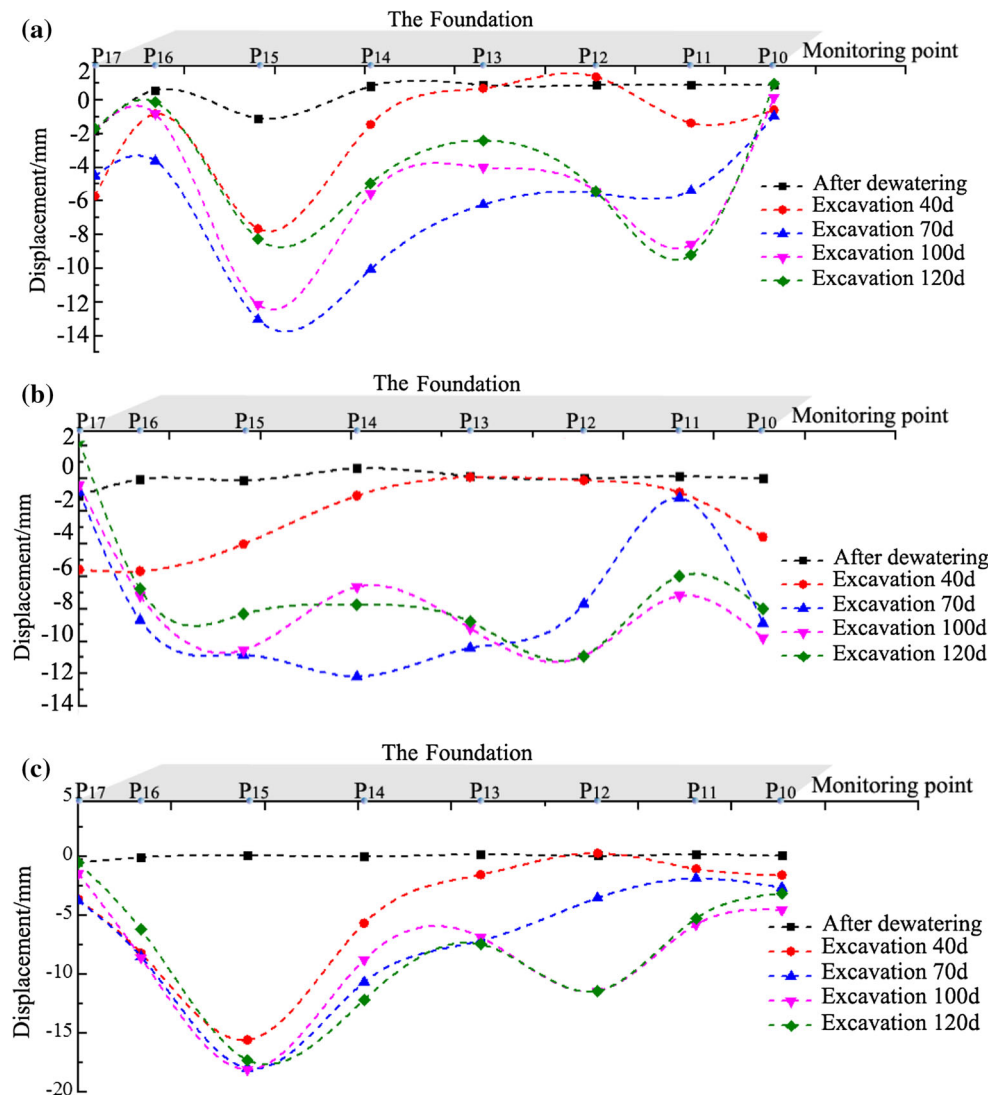 (a)
The Foundation
P17 P16 P15 P14 P13 P12 P11 P10 Monitoring point
2
0
-2
-4
-6
-8
-10
-12
-14
Displacement/mm
After dewatering
Excavation 40d
Excavation 70d
Excavation 100d
Excavation 120d
(b)
The Foundation
P17 P16 P15 P14 P13 P12 P11 P10 Monitoring point
2
0
-2
-4
-6
-8
-10
-12
-14
Displacement/mm
After dewatering
Excavation 40d
Excavation 70d
Excavation 100d
Excavation 120d
(c)
The Foundation
P17 P16 P15 P14 P13 P12 P11 P10 Monitoring point
5
0
-5
-10
-15
-20
Displacement/mm
After dewatering
Excavation 40d
Excavation 70d
Excavation 100d
Excavation 120d